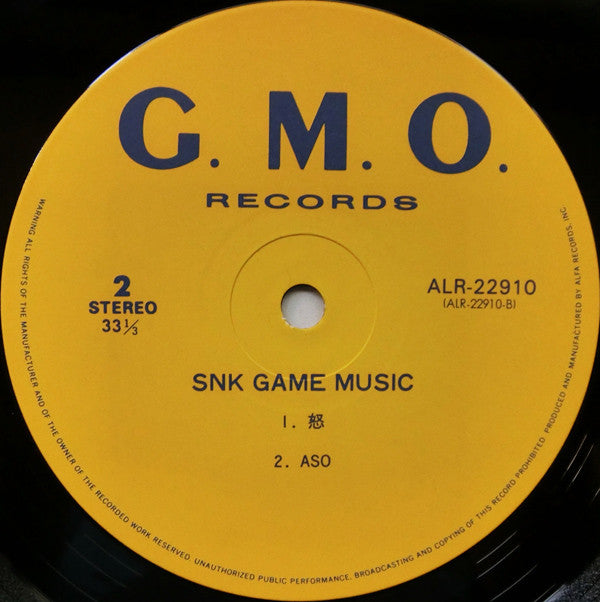 G. M. O.
RECORDS
2
STEREO
33⅓
ALR-22910
(ALR-22910-B)
SNK GAME MUSIC
1. 怒
2. ASO
WARNING ALL RIGHTS OF THE MANUFACTURER AND OF THE OWNER OF THE RECORDED WORK RESERVED. UNAUTHORIZED PUBLIC PERFORMANCE, BROADCASTING AND COPYING OF THIS RECORD PROHIBITED. PRODUCED AND MANUFACTURED BY ALFA RECORDS, INC.